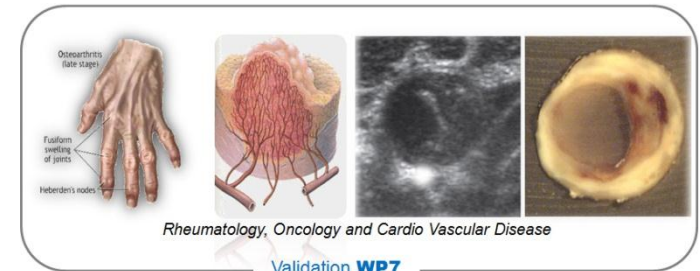 Osteoarthritis
(late stage)
Fusiform
swelling
of joints
Heberden's nodes
Rheumatology, Oncology and Cardio Vascular Disease
Validation WP7